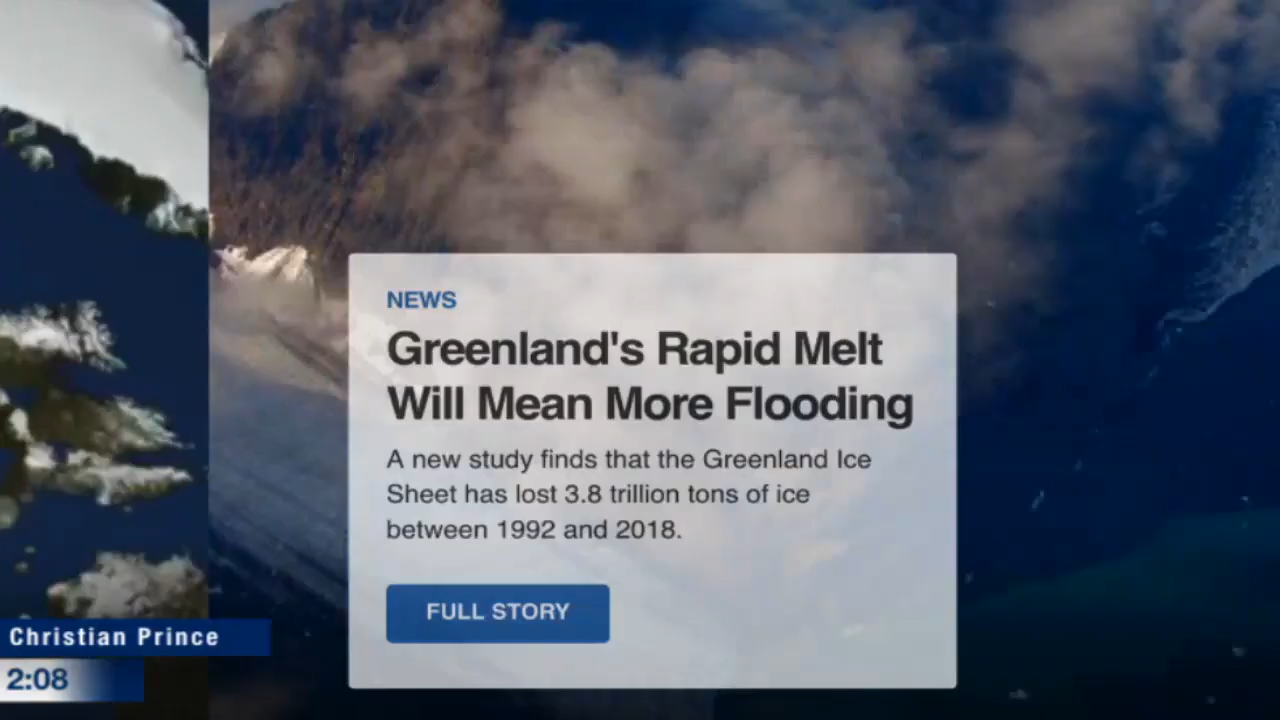 NEWS
Greenland's Rapid Melt
Will Mean More Flooding
A new study finds that the Greenland Ice
Sheet has lost 3.8 trillion tons of ice
between 1992 and 2018.
FULL STORY
Christian Prince
2:08